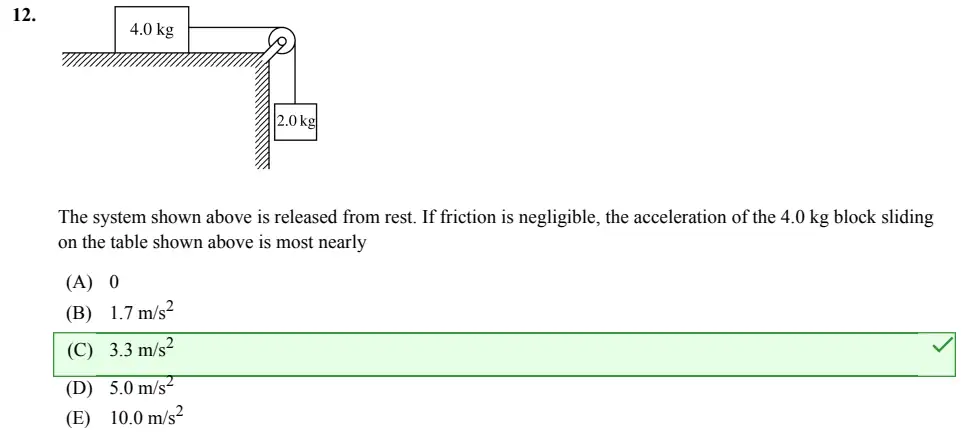 12.
4.0 kg
2.0 kg
The system shown above is released from rest. If friction is negligible, the acceleration of the 4.0 kg block sliding
on the table shown above is most nearly
(A) 0
(B) 1.7 m/s²
(C) 3.3 m/s²
(D) 5.0 m/s²
(E) 10.0 m/s²